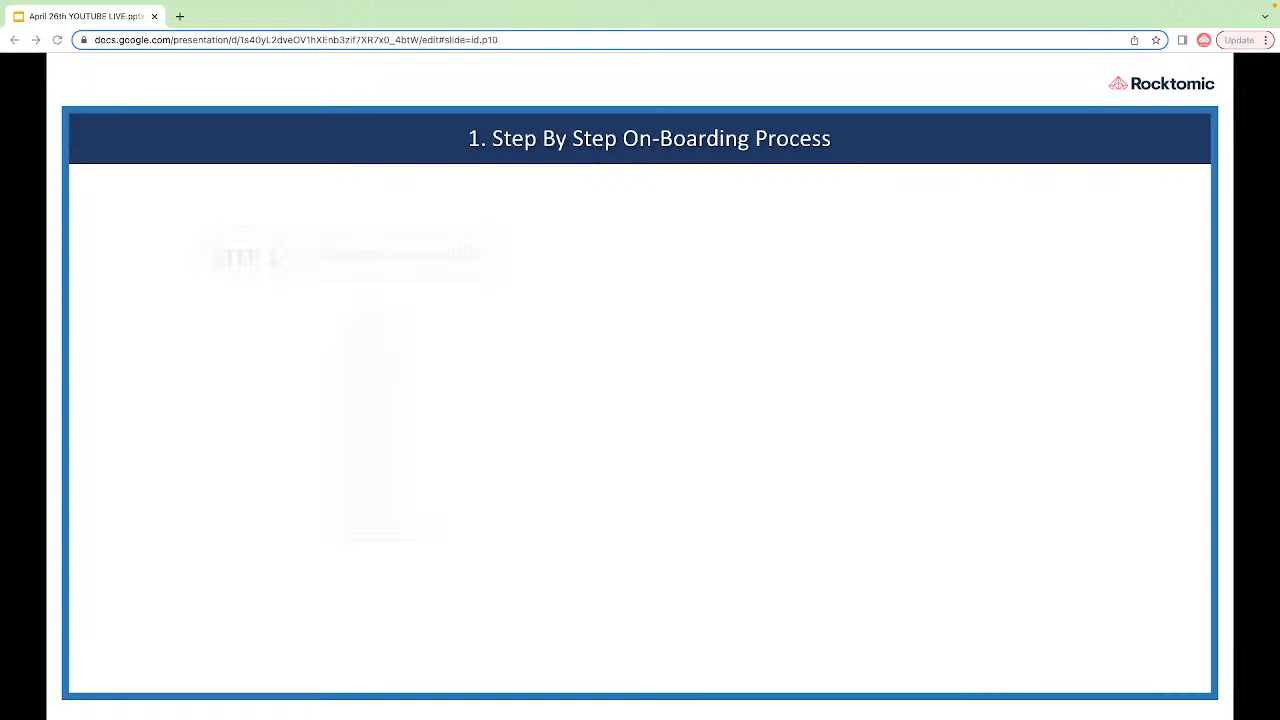 April 26th YOUTUBE LIVE.pptx
docs.google.com/presentation/d/1s40yL2dveOV1hXEnb3zif7XR7x0_4btW/edit#slide=id.p10
Update
Rocktomic
1. Step By Step On-Boarding Process